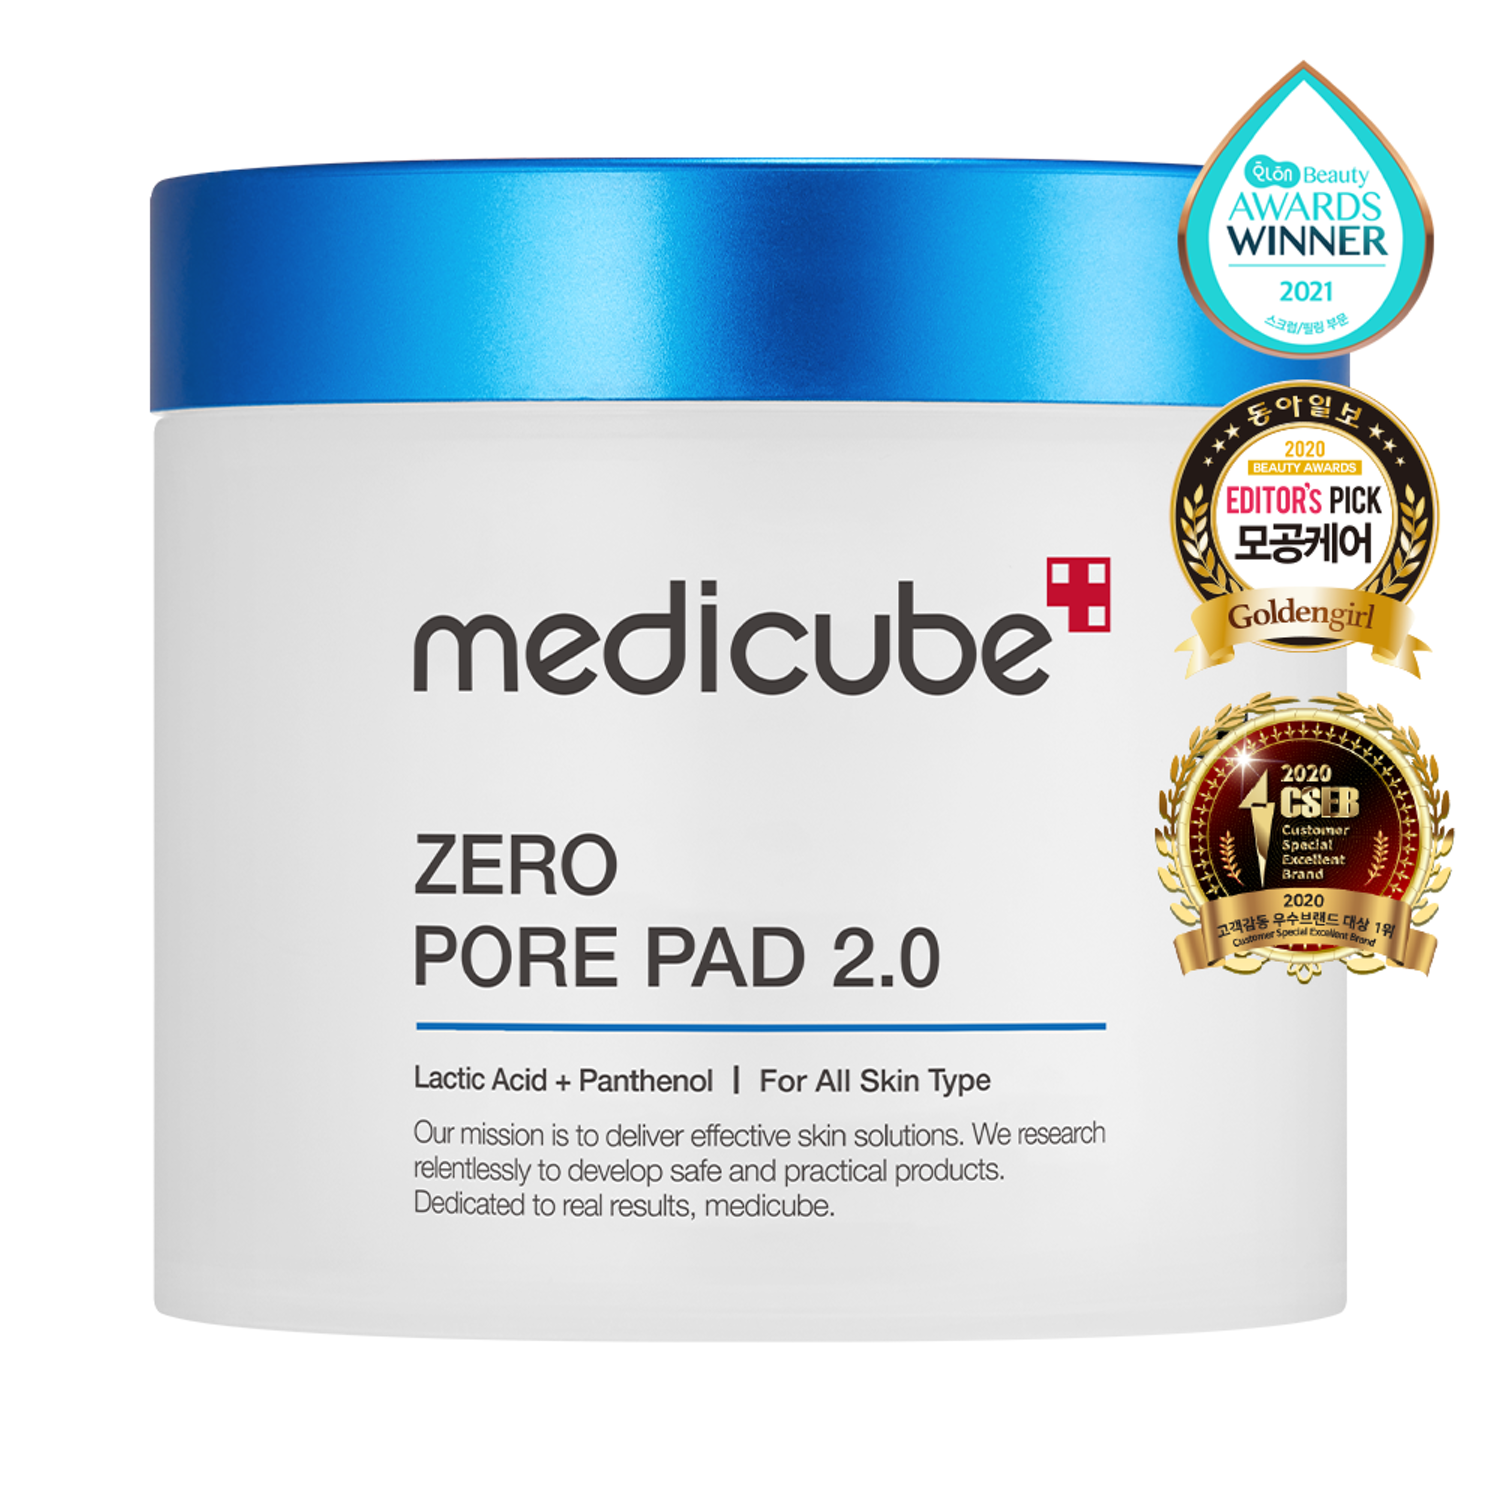 medicube
ZERO
PORE PAD 2.0
Lactic Acid + Panthenol | For All Skin Type
Our mission is to deliver effective skin solutions. We research
relentlessly to develop safe and practical products.
Dedicated to real results, medicube.
Beauty
AWARDS
WINNER
2021
스크럽/필링 부문
동아일보
2020
BEAUTY AWARDS
EDITOR's PICK
모공케어
Goldengirl
2020
CSEB
Customer
Special
Excellent
Brand
2020
고객감동 우수브랜드 대상 1위
Customer Special Excellent Brand